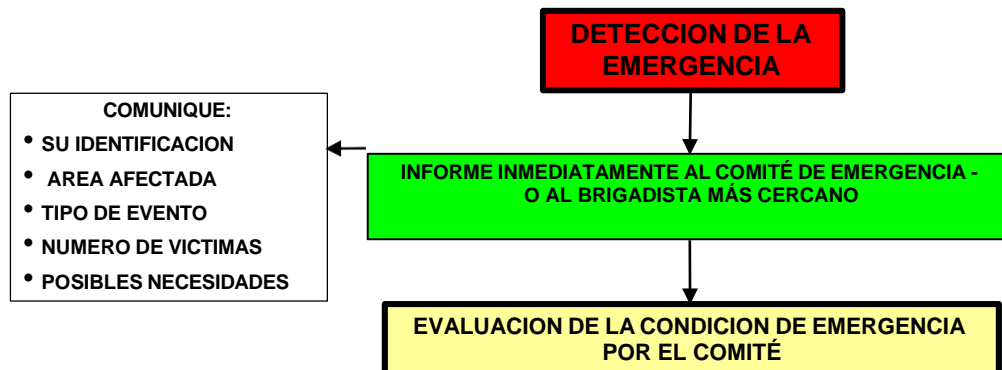 DETECCION DE LA
EMERGENCIA
COMUNIQUE:
• SU IDENTIFICACION
• AREA AFECTADA
• TIPO DE EVENTO
• NUMERO DE VICTIMAS
• POSIBLES NECESIDADES
INFORME INMEDIATAMENTE AL COMITÉ DE EMERGENCIA -
O AL BRIGADISTA MÁS CERCANO
EVALUACION DE LA CONDICION DE EMERGENCIA
POR EL COMITÉ